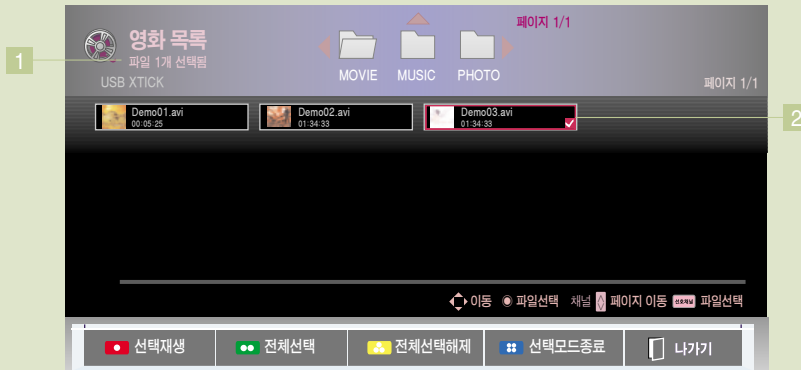 페이지 1/1
영화 목록
1
파일 1개 선택됨
USB XTICK
MOVIE MUSIC PHOTO
페이지 1/1
Demo01.avi
00:05:25
Demo02.avi
01:34:33
Demo03.avi
01:34:33
2
이동 파일선택 채널 페이지 이동 선호채널 파일선택
선택재생 전체선택 전체선택해제 선택모드종료 나가기